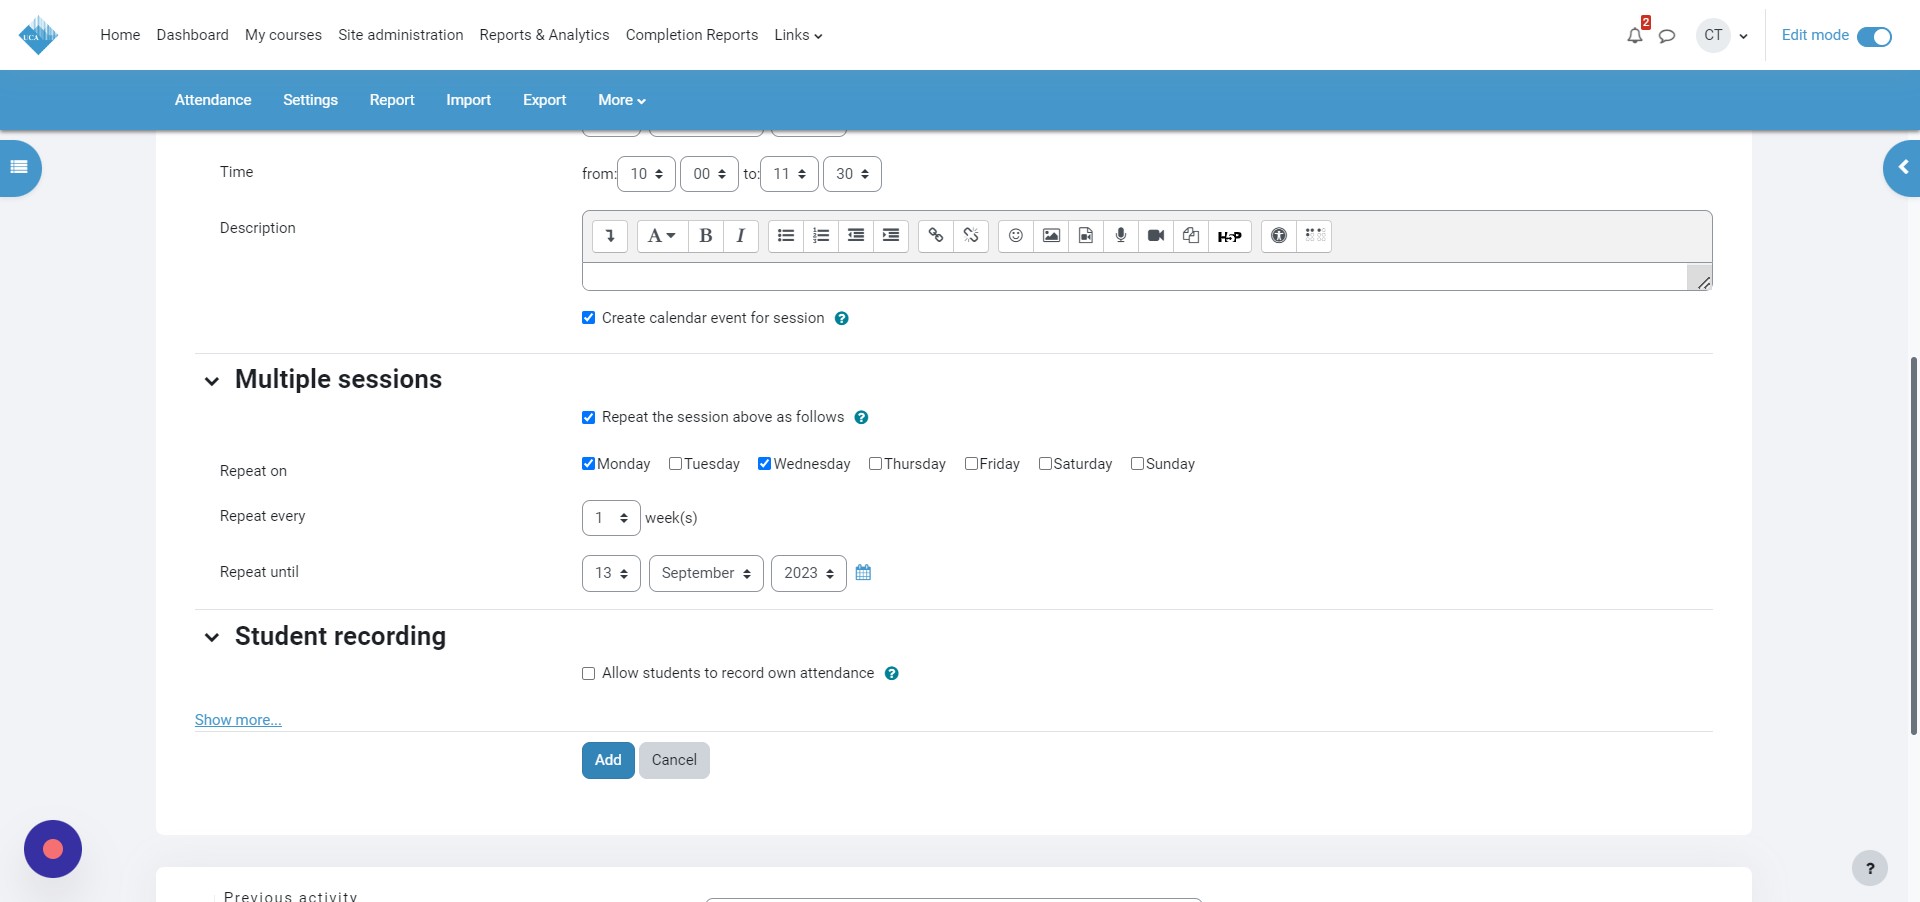 UCA Home Dashboard My courses Site administration Reports & Analytics Completion Reports Links 2 CT Edit mode
Attendance Settings Report Import Export More
Time from: 10 00 to: 11 30
Description A B I H5P
Create calendar event for session ?
Multiple sessions
Repeat the session above as follows ?
Repeat on Monday Tuesday Wednesday Thursday Friday Saturday Sunday
Repeat every 1 week(s)
Repeat until 13 September 2023
Student recording
Allow students to record own attendance ?
Show more...
Add Cancel
?
Previous activity